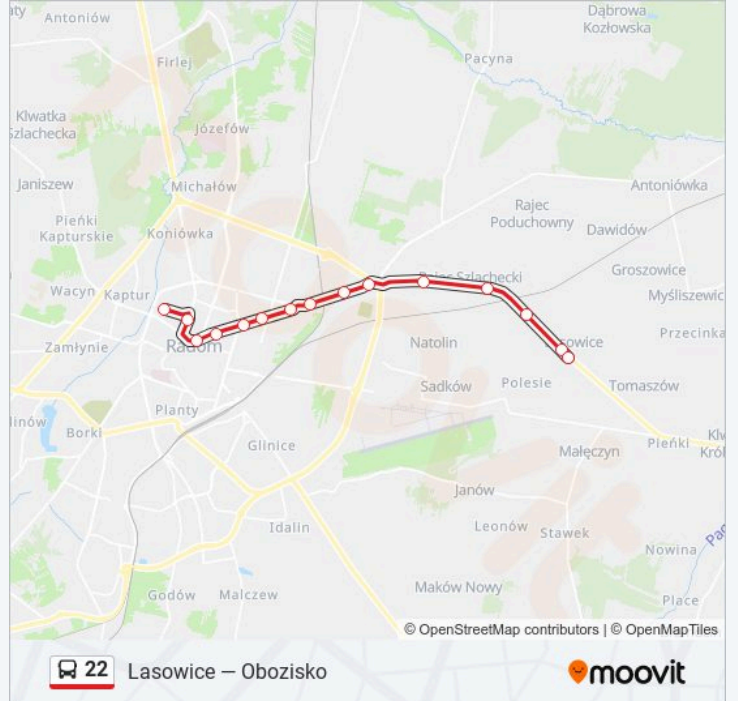 Antoniów
Dąbrowa
Kozłowska
Firlej
Pacyna
Klwatka
Szlachecka
Józefów
Janiszew
Michałów
Antoniówka
Rajec
Poduchowny
Pieńki
Kapturskie
Koniówka
Dawidów
Groszowice
Rajec Szlachecki
Wacyn
Kaptur
Zamłynie
Radom
Natolin
Przecinka
Sadków
Polesie
Tomaszów
Planty
Borki
Glinice
Pieńki
Małęczyn
Janów
Idalin
Leonów
Stawek
Nowina
Godów
Malczew
Maków Nowy
Place
© OpenStreetMap contributors | © OpenMapTiles
22 Lasowice — Obozisko
moovit